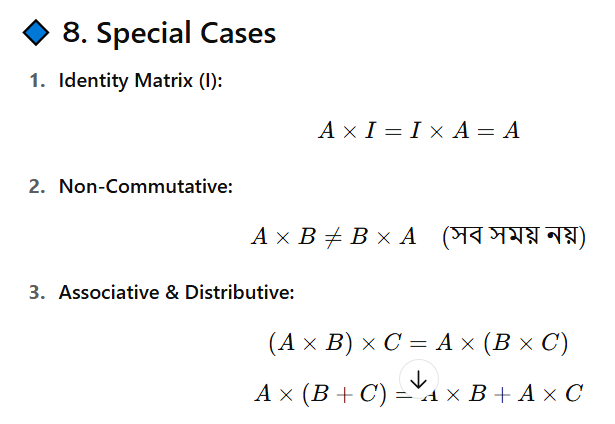 8. Special Cases
1. Identity Matrix (I):
A × I = I × A = A
2. Non-Commutative:
A × B ≠ B × A (সব সময় নয়)
3. Associative & Distributive:
(A × B) × C = A × (B × C)
A × (B + C) = A × B + A × C